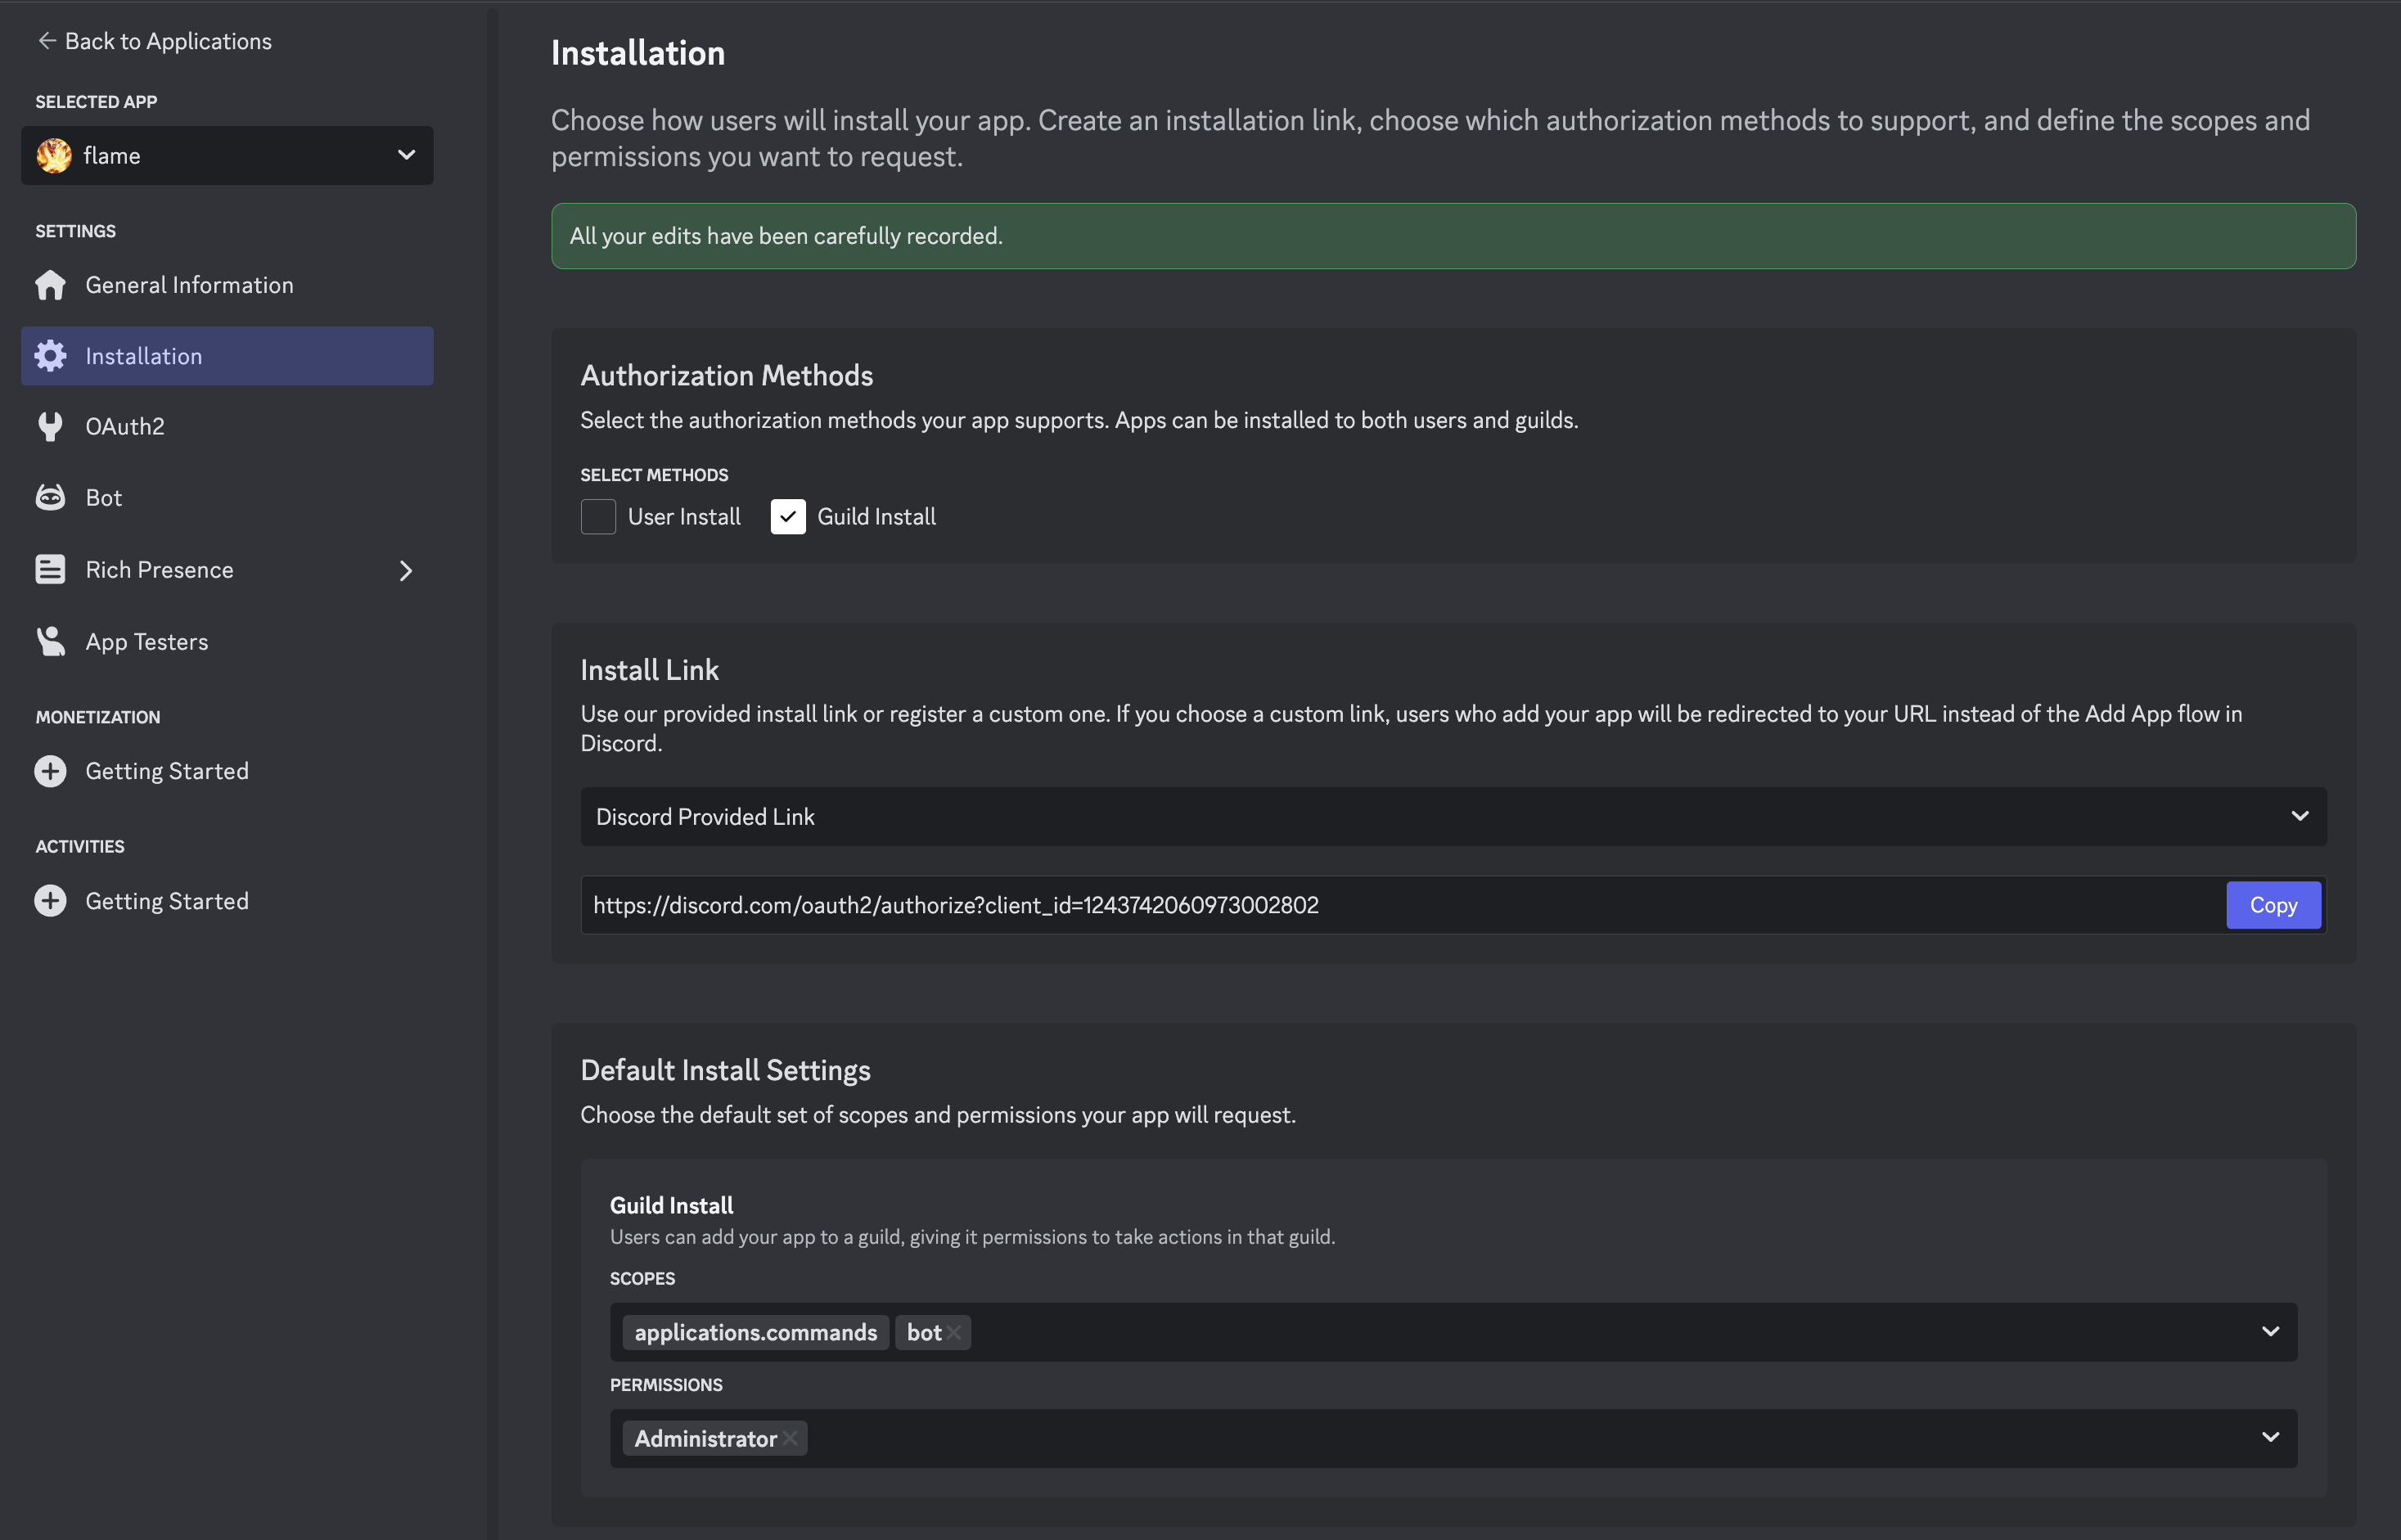 Back to Applications
SELECTED APP
flame
SETTINGS
General Information
Installation
OAuth2
Bot
Rich Presence
App Testers
MONETIZATION
Getting Started
ACTIVITIES
Getting Started
Installation
Choose how users will install your app. Create an installation link, choose which authorization methods to support, and define the scopes and
permissions you want to request.
All your edits have been carefully recorded.
Authorization Methods
Select the authorization methods your app supports. Apps can be installed to both users and guilds.
SELECT METHODS
User Install Guild Install
Install Link
Use our provided install link or register a custom one. If you choose a custom link, users who add your app will be redirected to your URL instead of the Add App flow in
Discord.
Discord Provided Link
https://discord.com/oauth2/authorize?client_id=1243742060973002802 Copy
Default Install Settings
Choose the default set of scopes and permissions your app will request.
Guild Install
Users can add your app to a guild, giving it permissions to take actions in that guild.
SCOPES
applications.commands bot
PERMISSIONS
Administrator